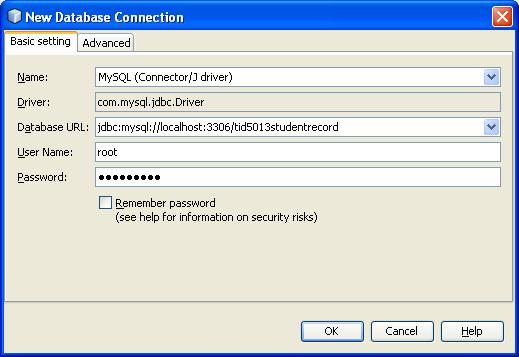 New Database Connection
Basic setting Advanced
Name: MySQL (Connector/J driver)
Driver: com.mysql.jdbc.Driver
Database URL: jdbc:mysql://localhost:3306/tid5013studentrecord
User Name: root
Password: ●●●●●●●●●
Remember password
(see help for information on security risks)
OK Cancel Help